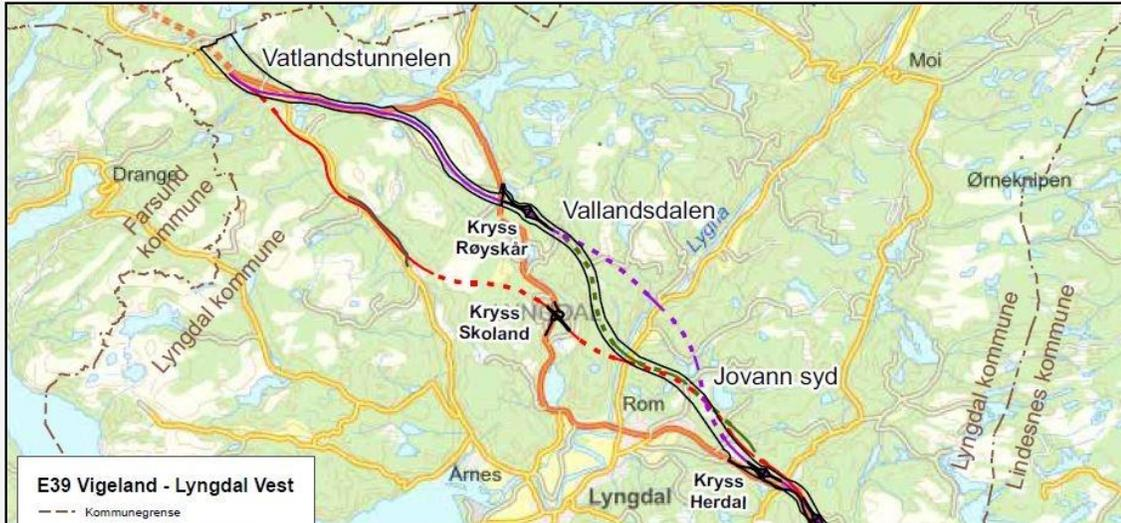 Vatlandstunnelen
Moi
Drange
Farsund
kommune
Lyngdal kommune
Ørneknipen
Vallandsdalen
Lygna
Kryss
Røyskår
Kryss
Skoland
Jovann syd
Rom
Lyngdal kommune
Lindesnes kommune
Årnes
Lyngdal
Kryss
Herdal
E39 Vigeland - Lyngdal Vest
Kommunegrense